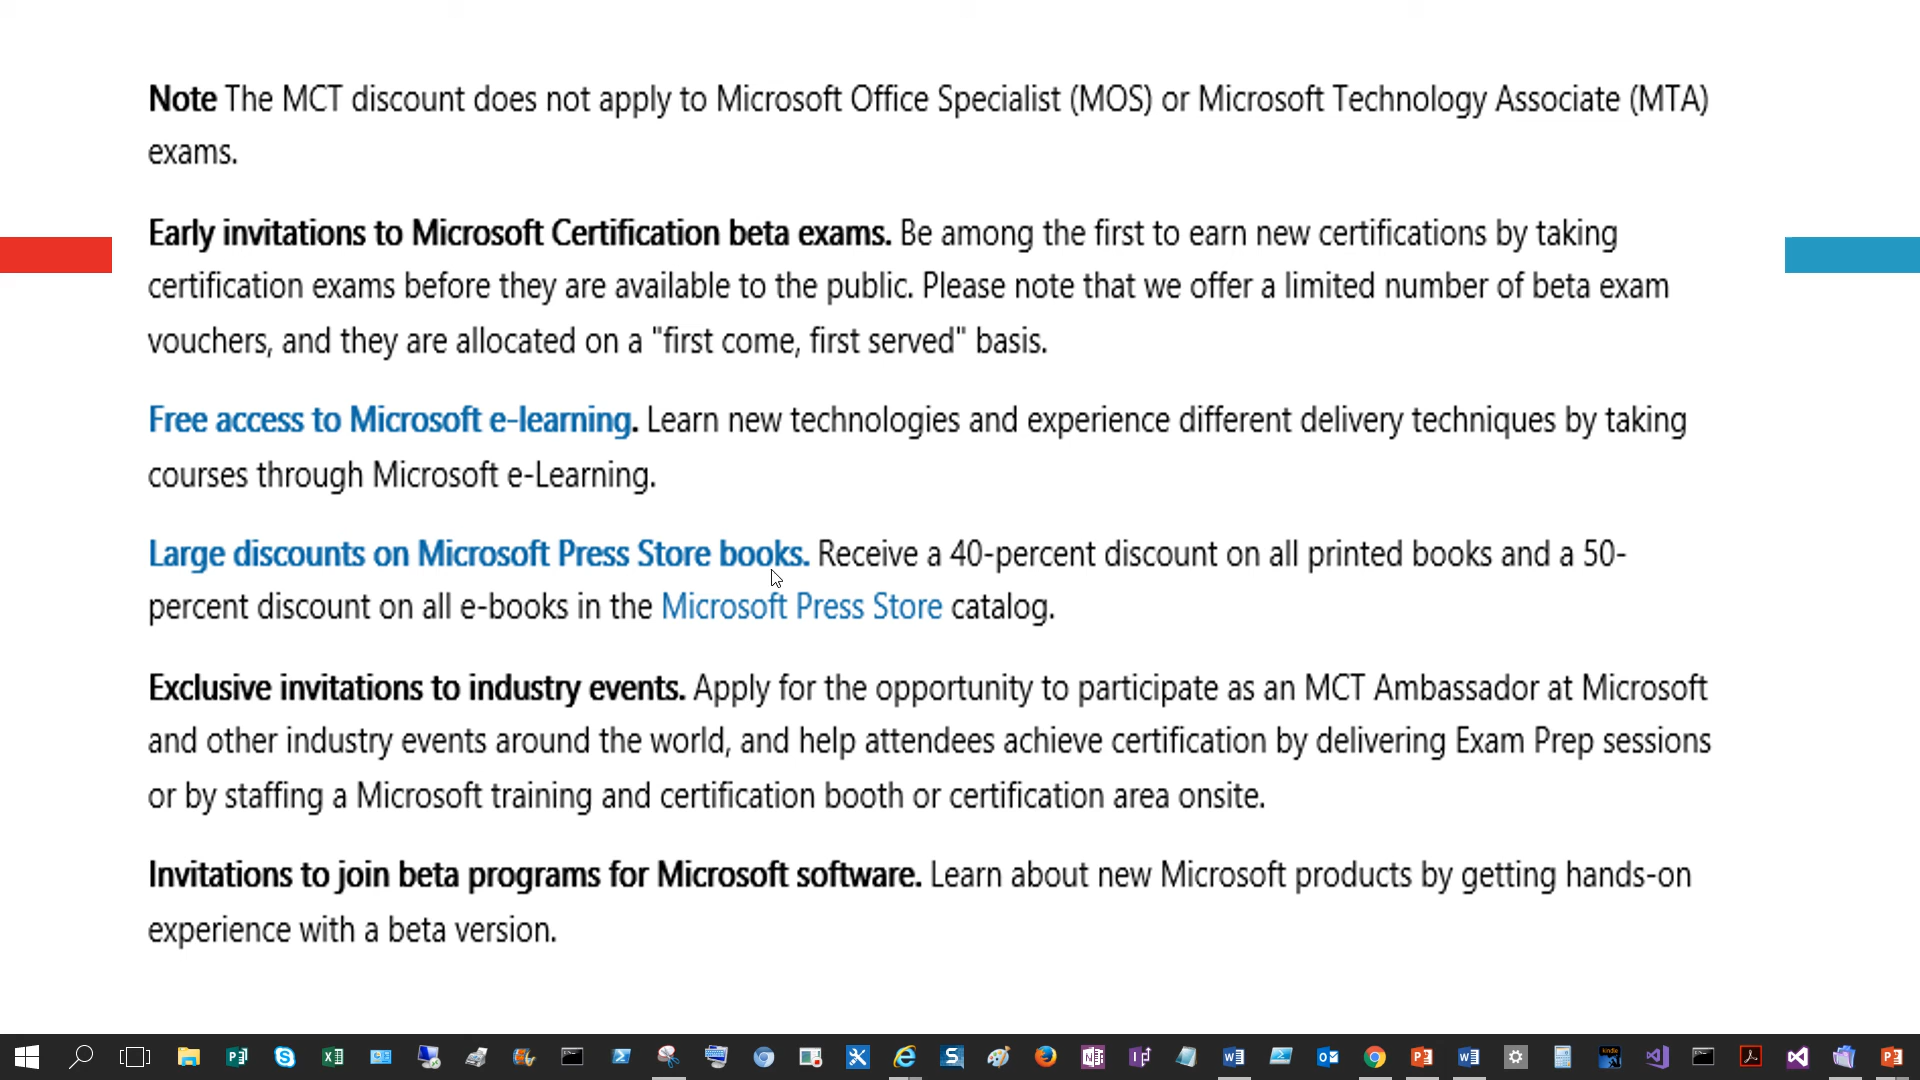 Note The MCT discount does not apply to Microsoft Office Specialist (MOS) or Microsoft Technology Associate (MTA)
exams.
Early invitations to Microsoft Certification beta exams. Be among the first to earn new certifications by taking
certification exams before they are available to the public. Please note that we offer a limited number of beta exam
vouchers, and they are allocated on a "first come, first served" basis.
Free access to Microsoft e-learning. Learn new technologies and experience different delivery techniques by taking
courses through Microsoft e-Learning.
Large discounts on Microsoft Press Store books. Receive a 40-percent discount on all printed books and a 50-
percent discount on all e-books in the Microsoft Press Store catalog.
Exclusive invitations to industry events. Apply for the opportunity to participate as an MCT Ambassador at Microsoft
and other industry events around the world, and help attendees achieve certification by delivering Exam Prep sessions
or by staffing a Microsoft training and certification booth or certification area onsite.
Invitations to join beta programs for Microsoft software. Learn about new Microsoft products by getting hands-on
experience with a beta version.